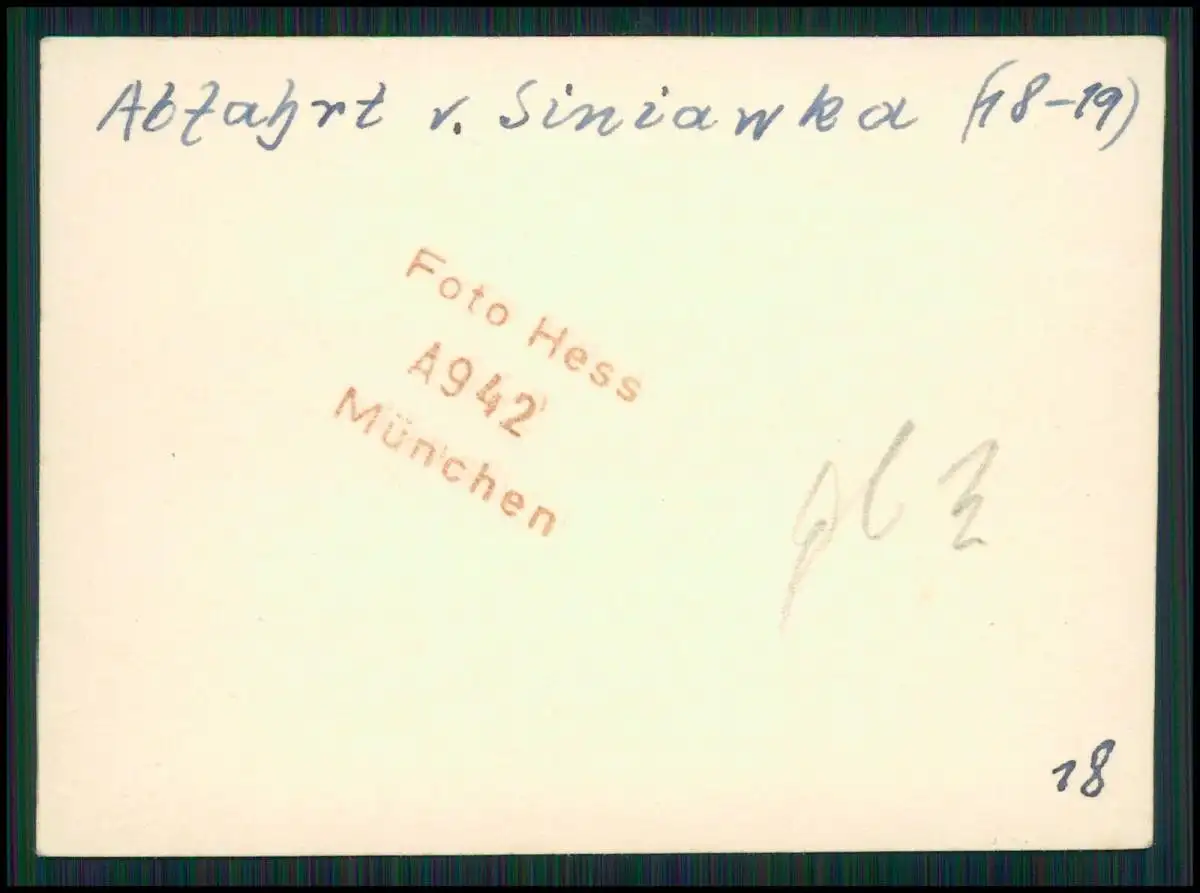 Abfahrt v. Siniawka (18-19)
Foto Hess
A942
München
18